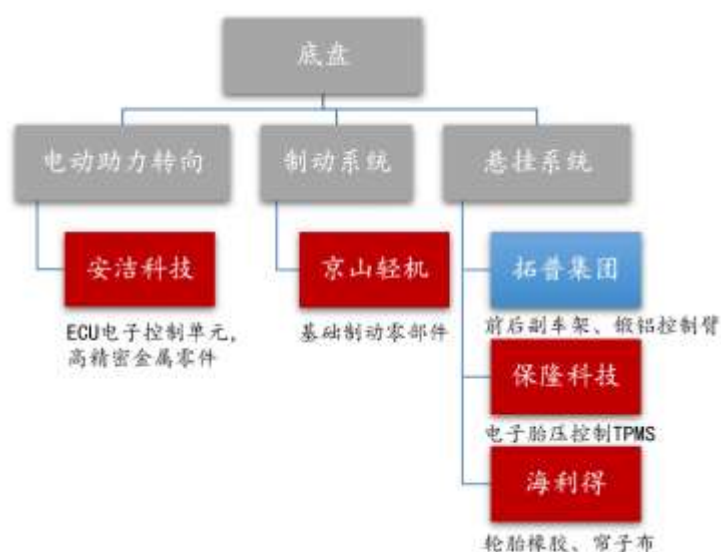 底盘
电动助力转向
制动系统
悬挂系统
安洁科技
ECU电子控制单元,
高精密金属零件
京山轻机
基础制动零部件
拓普集团
前后副车架、锻铝控制臂
保隆科技
电子胎压控制TPMS
海利得
轮胎橡胶、帘子布